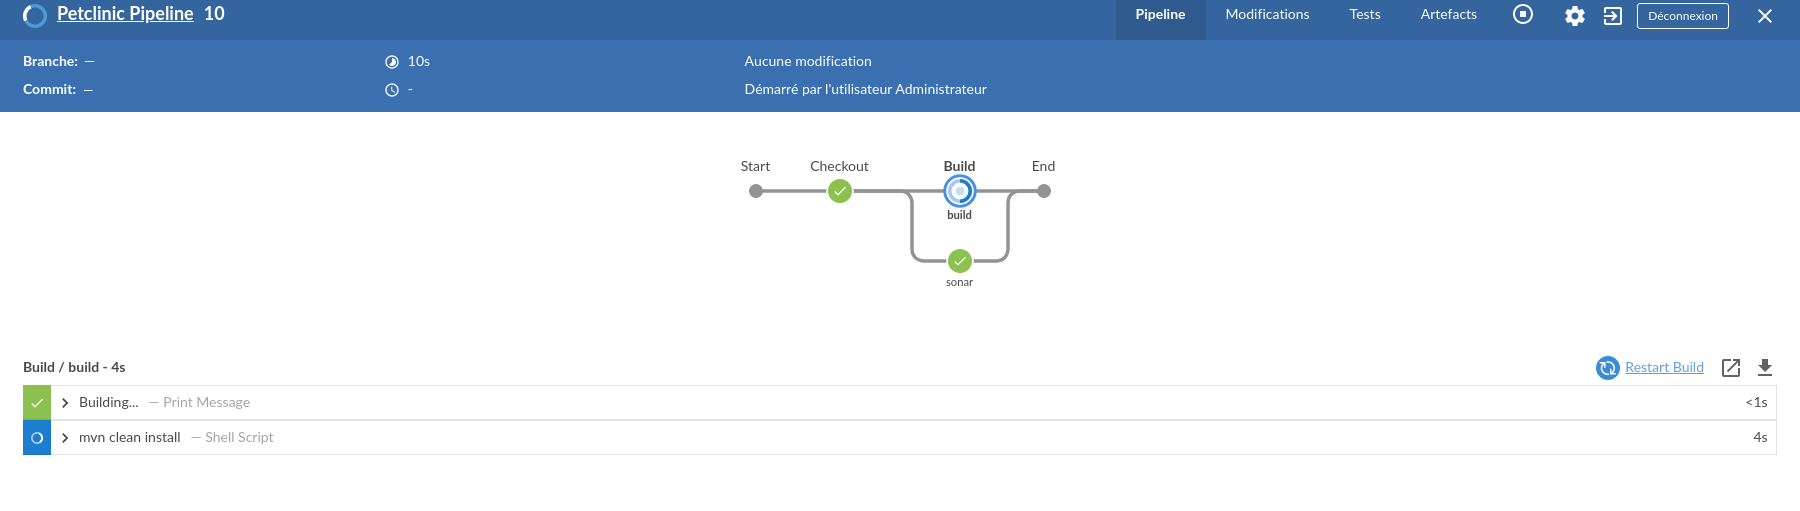 Petclinic Pipeline 10 Pipeline Modifications Tests Artefacts Déconnexion
Branche: — 10s Aucune modification
Commit: — - Démarré par l'utilisateur Administrateur
Start Checkout Build End
build
sonar
Build / build - 4s Restart Build
Building... — Print Message <1s
mvn clean install — Shell Script 4s